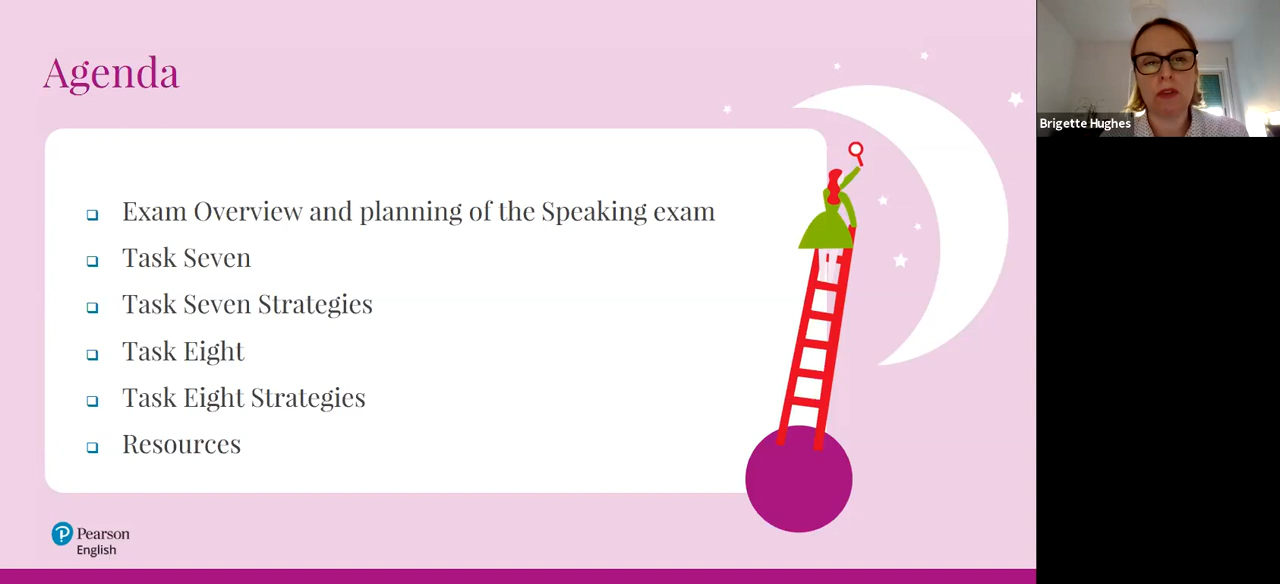 Agenda
Exam Overview and planning of the Speaking exam
Task Seven
Task Seven Strategies
Task Eight
Task Eight Strategies
Resources
Pearson
English
Brigette Hughes